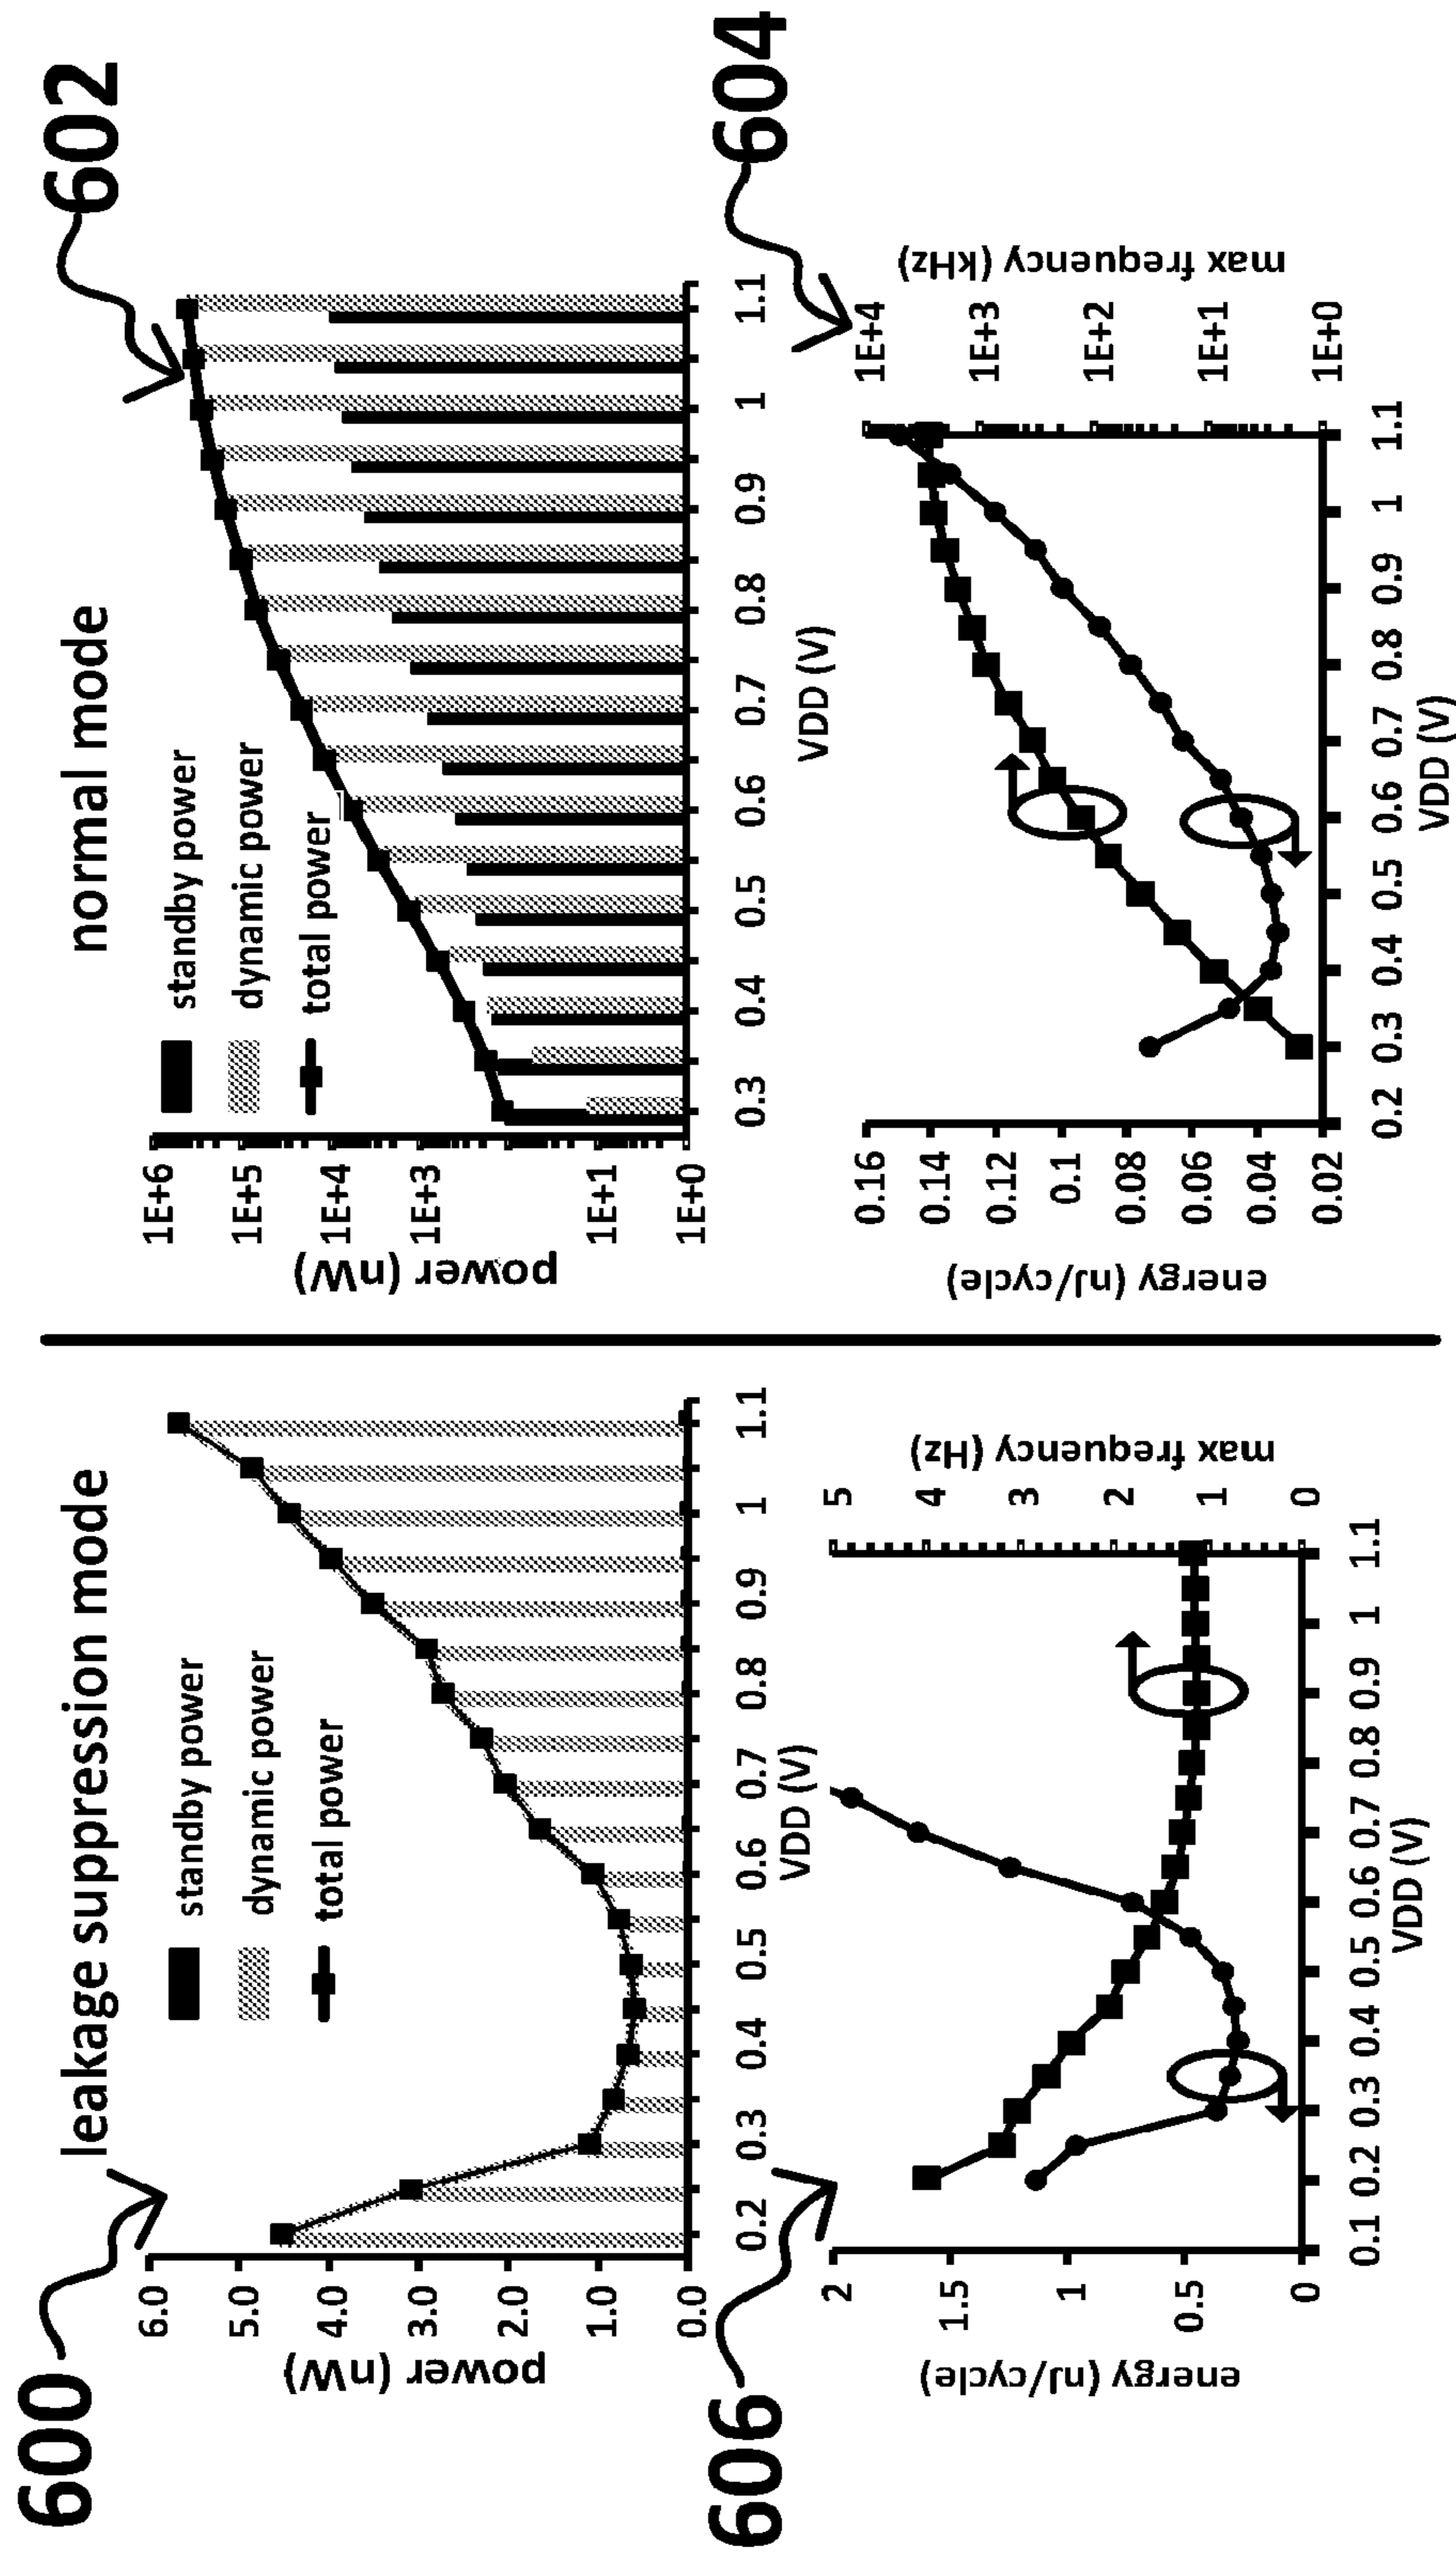 600
leakage suppression mode
standby power
dynamic power
total power
power (nW)
6.0
5.0
4.0
3.0
2.0
1.0
0.0
0.2 0.3 0.4 0.5 0.6 0.7 0.8 0.9 1 1.1
VDD (V)
602
normal mode
standby power
dynamic power
total power
power (nW)
1E+6
1E+5
1E+4
1E+3
1E+1
1E+0
0.3 0.4 0.5 0.6 0.7 0.8 0.9 1 1.1
VDD (V)
606
energy (nJ/cycle)
2
1.5
1
0.5
0
0.1 0.2 0.3 0.4 0.5 0.6 0.7 0.8 0.9 1 1.1
VDD (V)
max frequency (Hz)
5
4
3
2
1
0
604
energy (nJ/cycle)
0.16
0.14
0.12
0.1
0.08
0.06
0.04
0.02
0.2 0.3 0.4 0.5 0.6 0.7 0.8 0.9 1 1.1
VDD (V)
max frequency (kHz)
1E+4
1E+3
1E+2
1E+1
1E+0